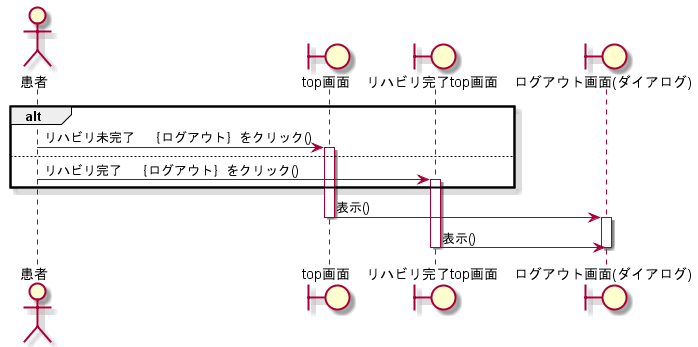 患者
top画面
リハビリ完了top画面
ログアウト画面(ダイアログ)
alt
リハビリ未完了　{ログアウト} をクリック()
リハビリ完了　{ログアウト} をクリック()
表示()
表示()
患者
top画面
リハビリ完了top画面
ログアウト画面(ダイアログ)